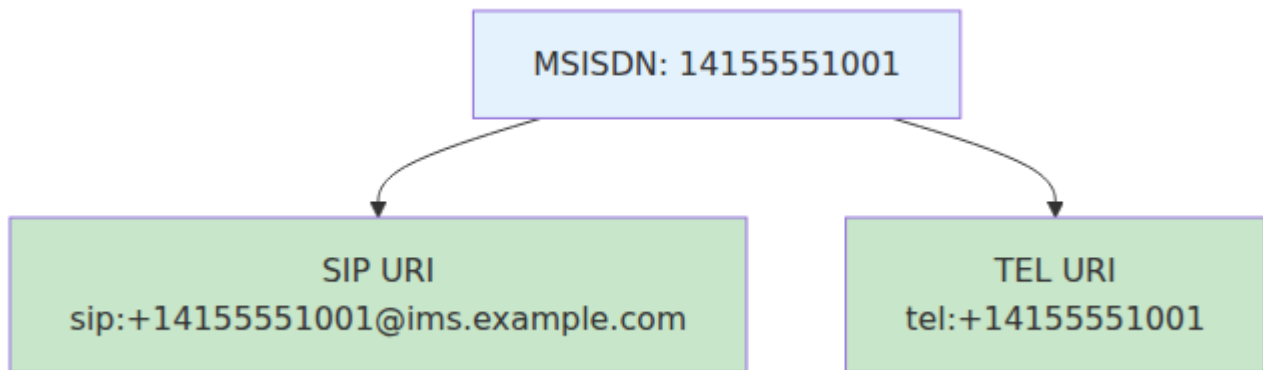 MSISDN: 14155551001
SIP URI
sip:+14155551001@ims.example.com
TEL URI
tel:+14155551001